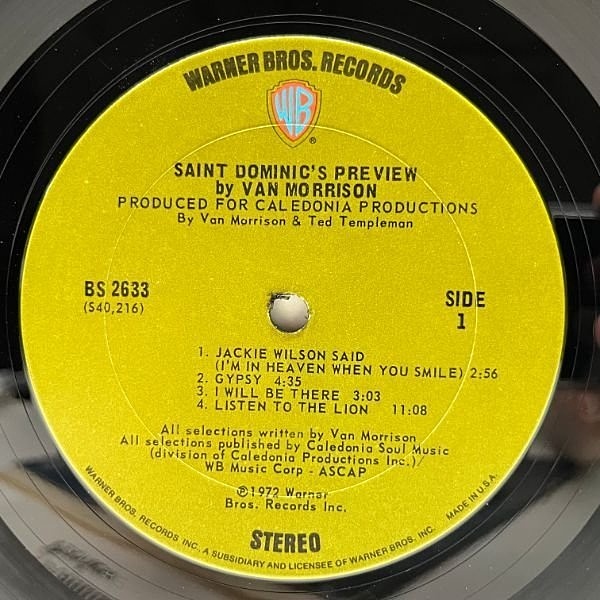 WARNER BROS. RECORDS
WB
®
SAINT DOMINIC'S PREVIEW
by VAN MORRISON
PRODUCED FOR CALEDONIA PRODUCTIONS
By Van Morrison & Ted Templeman
BS 2633
(S40,216)
SIDE
1
1. JACKIE WILSON SAID
(I'M IN HEAVEN WHEN YOU SMILE) 2:56
2. GYPSY 4:35
3. I WILL BE THERE 3:03
4. LISTEN TO THE LION 11:08
All selections written by Van Morrison
All selections published by Caledonia Soul Music
(division of Caledonia Productions Inc.)/
WB Music Corp - ASCAP
℗1972 Warner
Bros. Records Inc.
STEREO
WARNER BROS. RECORDS INC. A SUBSIDIARY AND LICENSEE OF WARNER BROS. INC. MADE IN U.S.A.